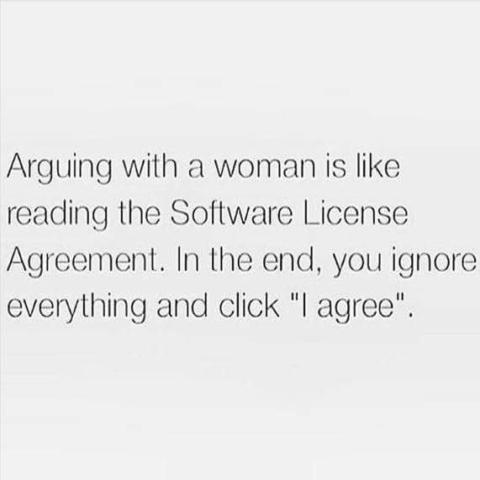 Arguing with a woman is like
reading the Software License
Agreement. In the end, you ignore
everything and click "I agree".